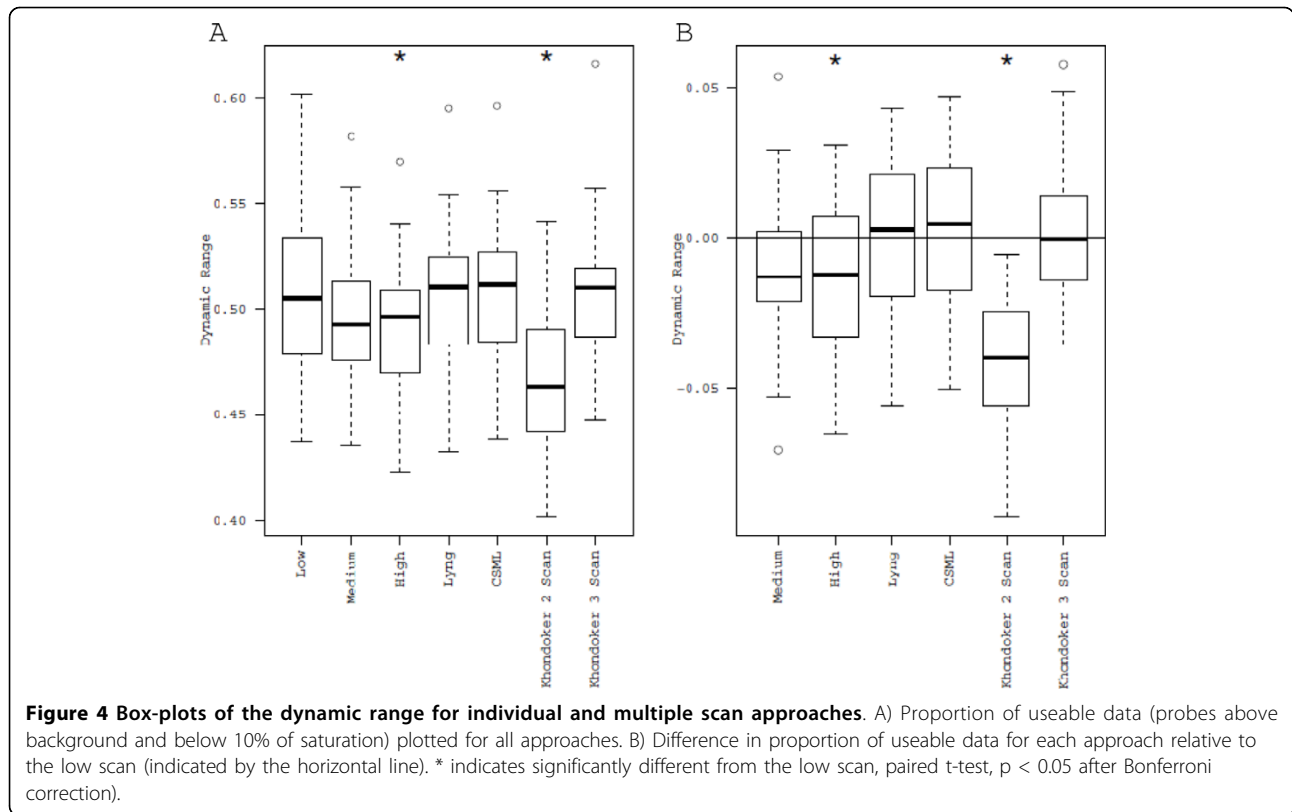 A
*
*
Dynamic Range
0.60
0.55
0.50
0.45
0.40
Low
Medium
High
Lyng
CSML
Khondoker 2 Scan
Khondoker 3 Scan
B
*
*
Dynamic Range
0.05
0.00
-0.05
Medium
High
Lyng
CSML
Khondoker 2 Scan
Khondoker 3 Scan
Figure 4 Box-plots of the dynamic range for individual and multiple scan approaches. A) Proportion of useable data (probes above
background and below 10% of saturation) plotted for all approaches. B) Difference in proportion of useable data for each approach relative to
the low scan (indicated by the horizontal line). * indicates significantly different from the low scan, paired t-test, p < 0.05 after Bonferroni
correction).